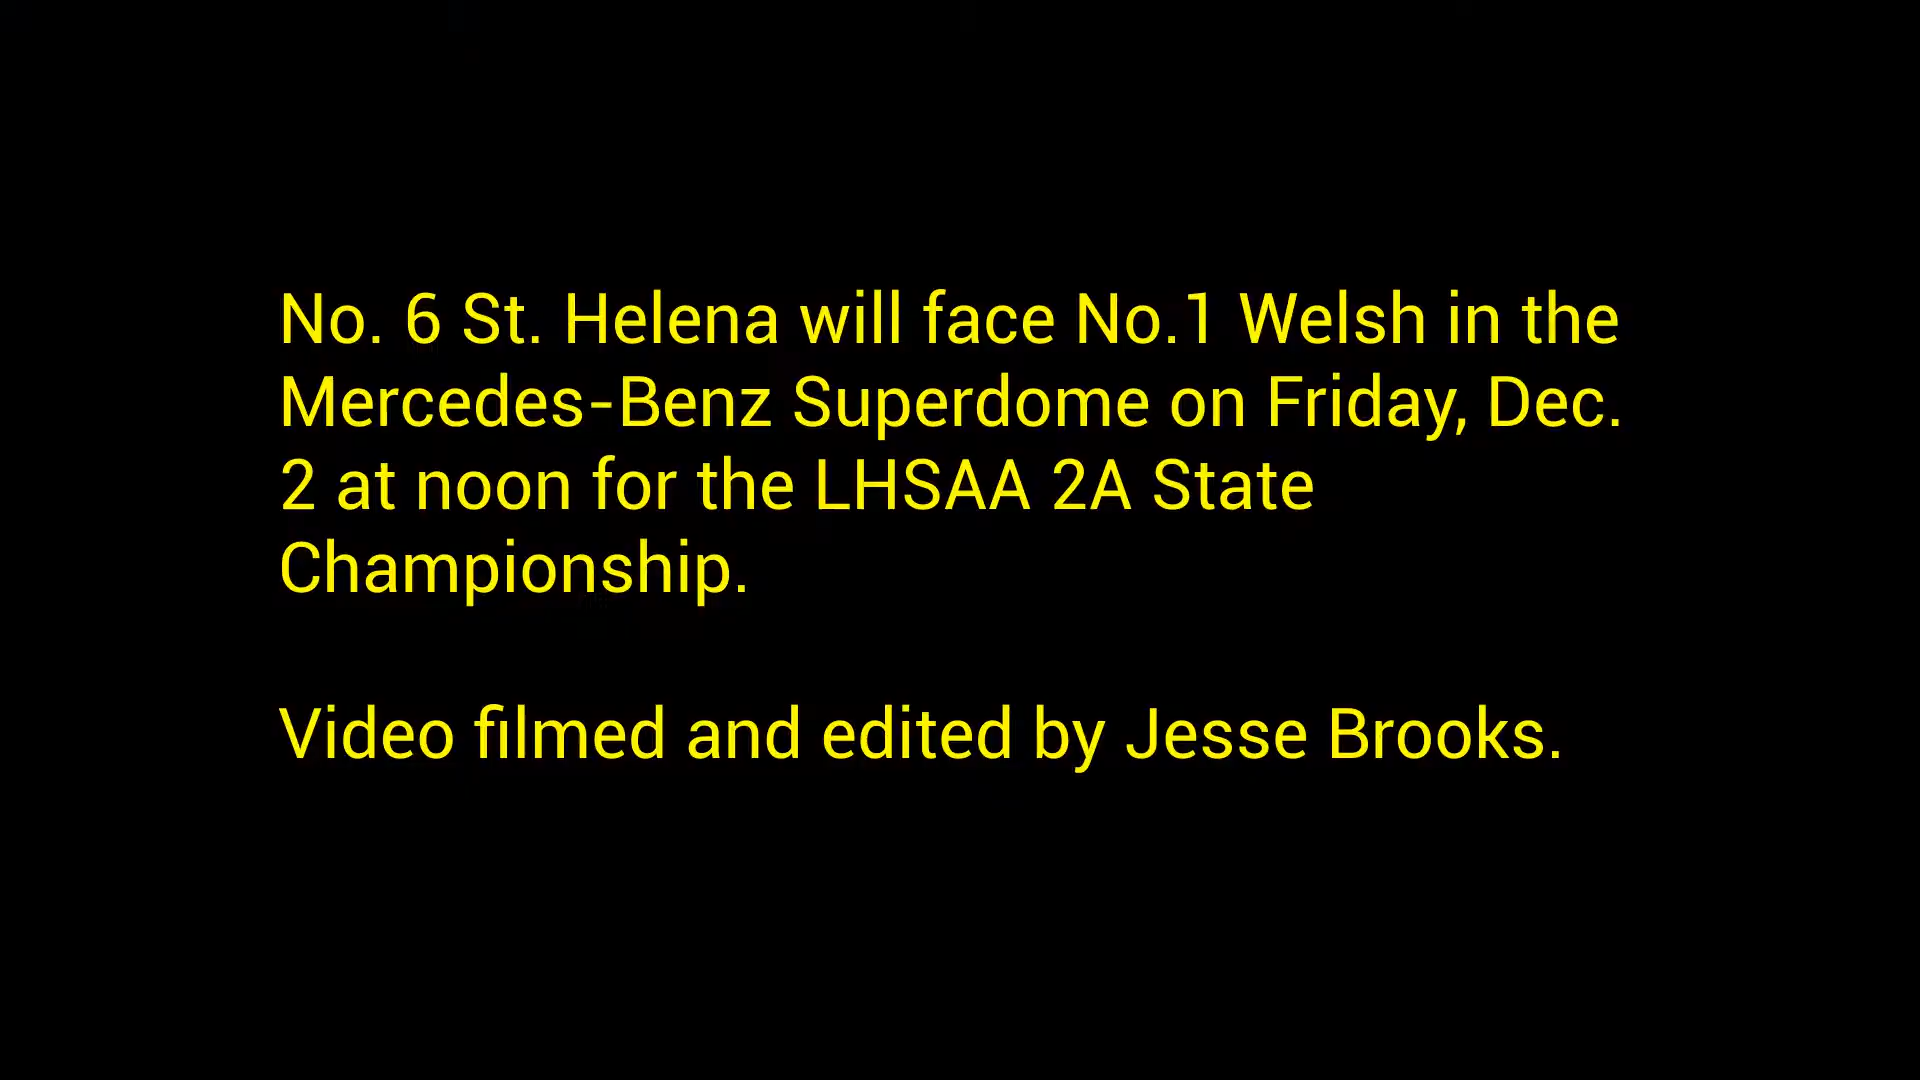 No. 6 St. Helena will face No.1 Welsh in the
Mercedes-Benz Superdome on Friday, Dec.
2 at noon for the LHSAA 2A State
Championship.
Video filmed and edited by Jesse Brooks.